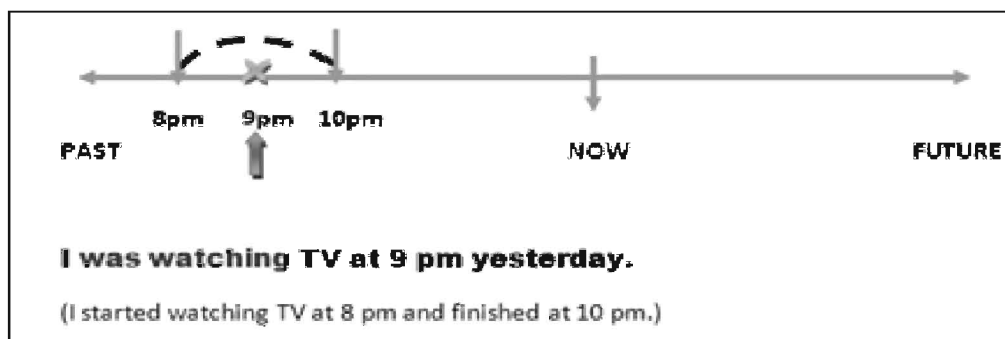 8pm 9pm 10pm
PAST NOW FUTURE
I was watching TV at 9 pm yesterday.
(I started watching TV at 8 pm and finished at 10 pm.)